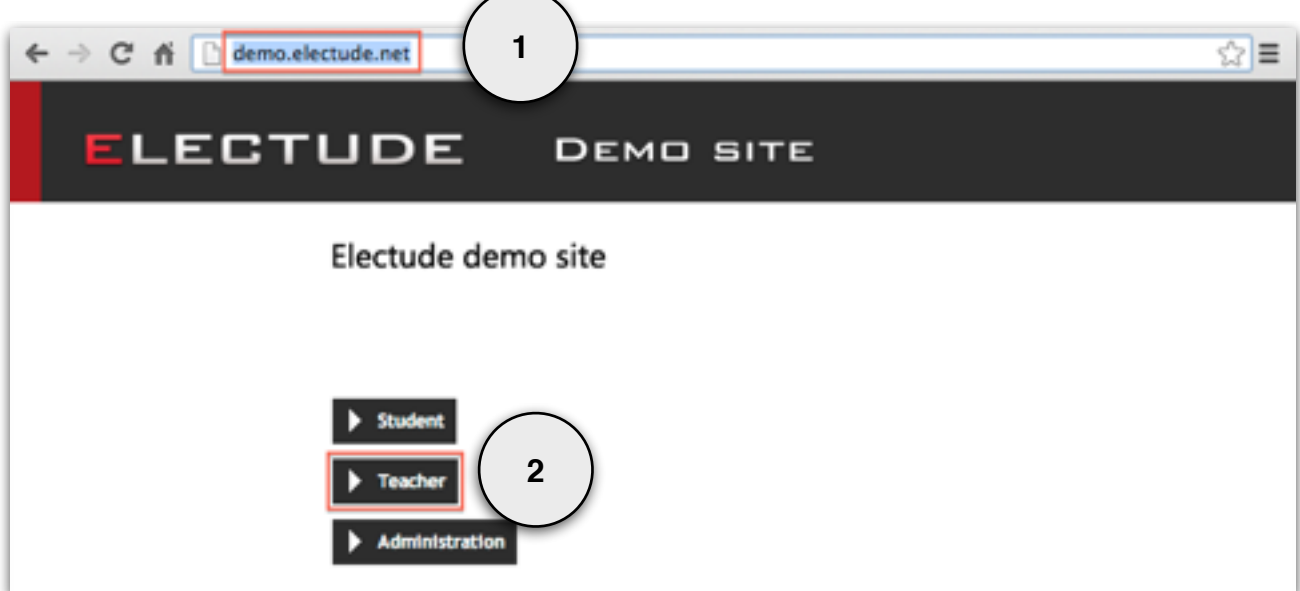 demo.electude.net
1
ELECTUDE DEMO SITE
Electude demo site
Student
Teacher
2
Administration